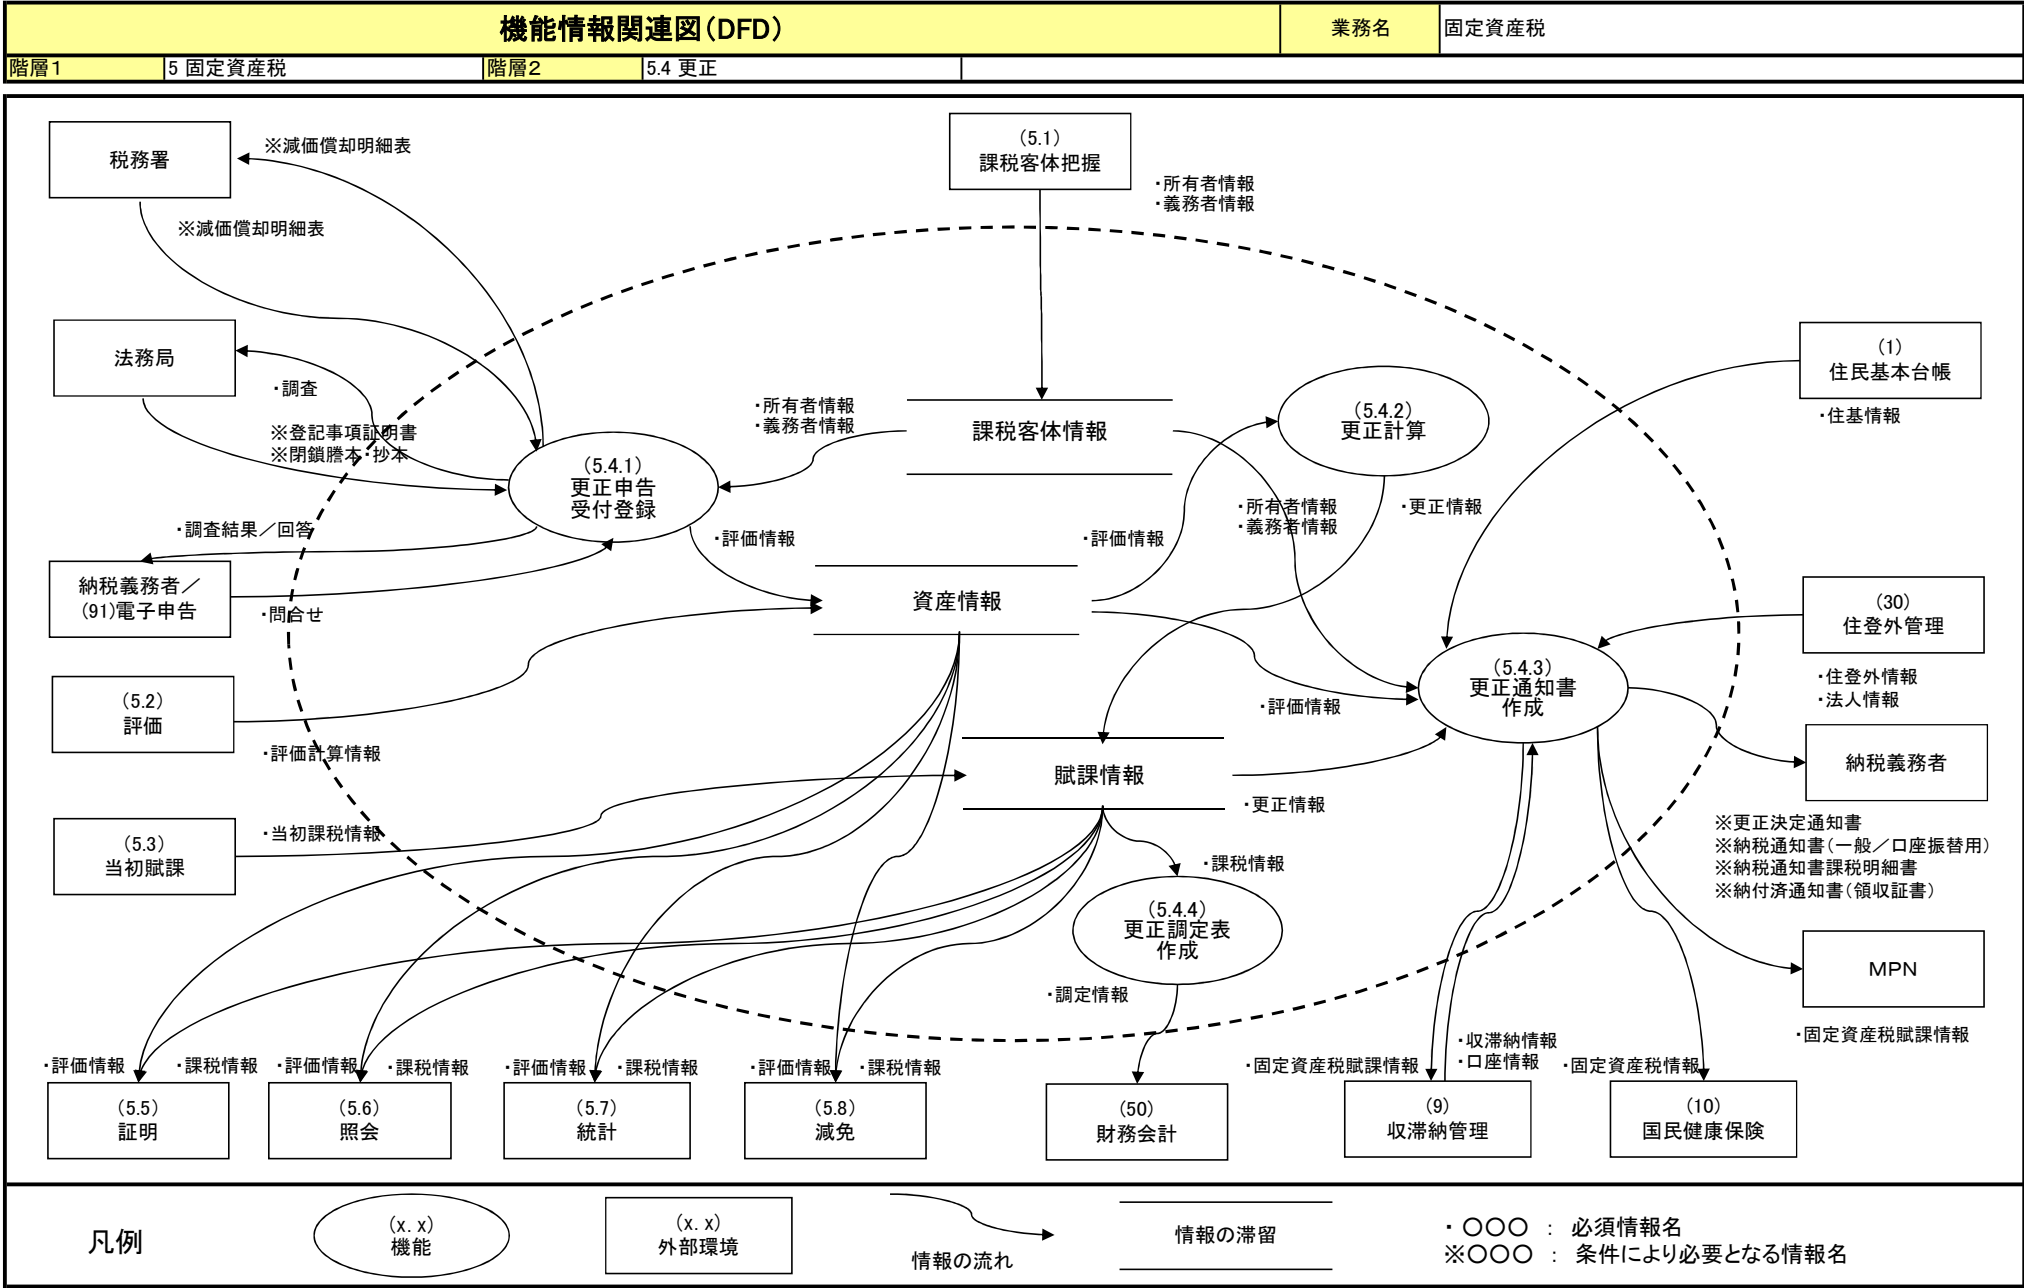 機能情報関連図(DFD)
業務名
固定資産税
階層1
5 固定資産税
階層2
5.4 更正
税務署
※減価償却明細表
※減価償却明細表
(5.1)
課税客体把握
・所有者情報
・義務者情報
法務局
・調査
※登記事項証明書
※閉鎖謄本・抄本
(5.4.1)
更正申告
受付登録
・所有者情報
・義務者情報
課税客体情報
(5.4.2)
更正計算
(1)
住民基本台帳
・住基情報
・調査結果/回答
納税義務者/
(91)電子申告
・問合せ
・評価情報
資産情報
・評価情報
・所有者情報
・義務者情報
・更正情報
(30)
住登外管理
・住登外情報
・法人情報
(5.2)
評価
・評価計算情報
・評価情報
(5.4.3)
更正通知書
作成
納税義務者
※更正決定通知書
※納税通知書(一般/口座振替用)
※納税通知書課税明細書
※納付済通知書(領収証書)
(5.3)
当初賦課
・当初課税情報
賦課情報
・更正情報
・課税情報
(5.4.4)
更正調定表
作成
・調定情報
MPN
・固定資産税賦課情報
・評価情報
・課税情報
・評価情報
・課税情報
・評価情報
・課税情報
・評価情報
・課税情報
・固定資産税賦課情報
・収滞納情報
・口座情報
・固定資産税情報
(5.5)
証明
(5.6)
照会
(5.7)
統計
(5.8)
減免
(50)
財務会計
(9)
収滞納管理
(10)
国民健康保険
凡例
(x.x)
機能
(x.x)
外部環境
情報の流れ
情報の滞留
・〇〇〇 : 必須情報名
※〇〇〇 : 条件により必要となる情報名